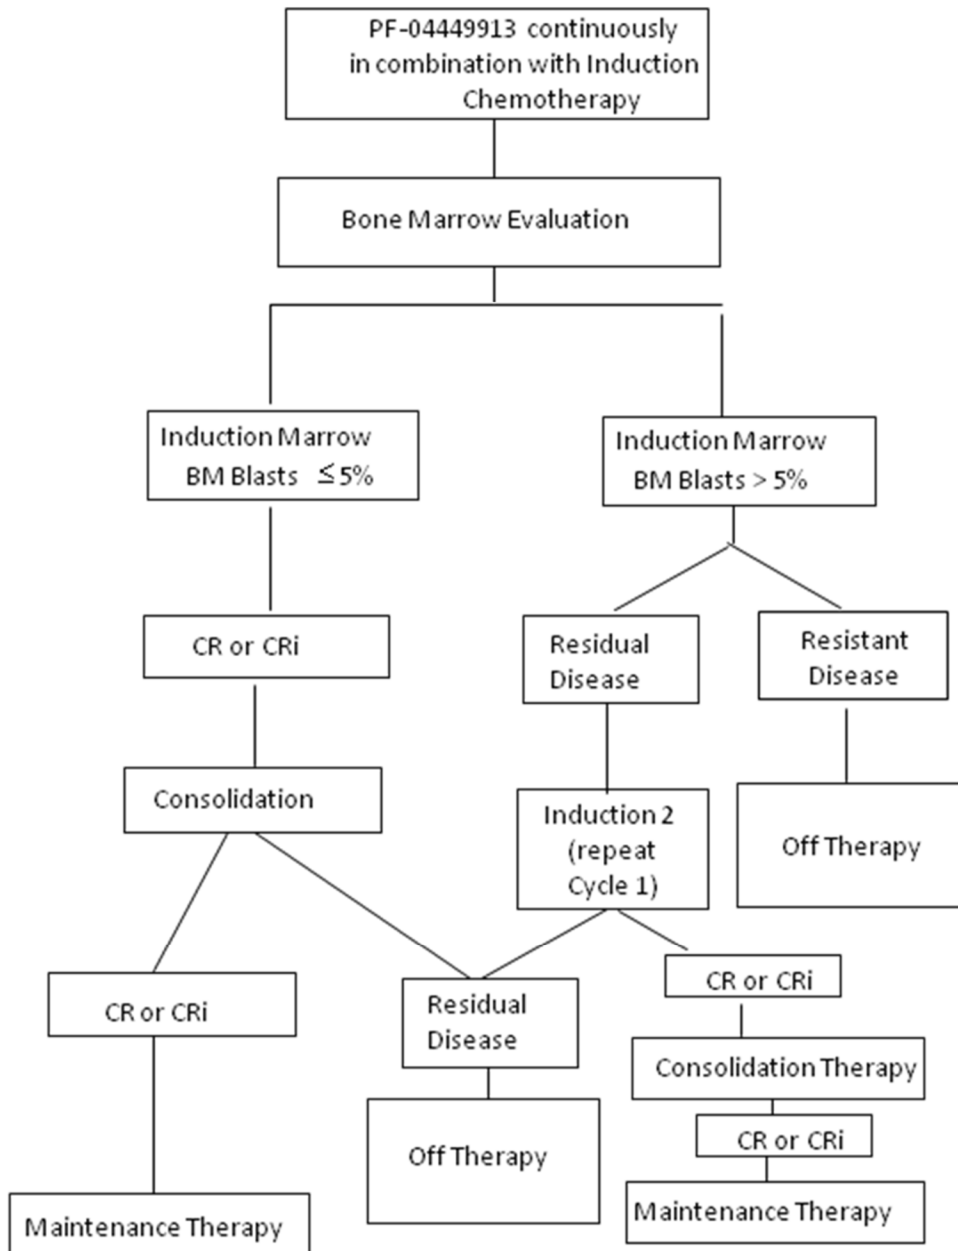 PF-04449913 continuously
in combination with Induction
Chemotherapy
Bone Marrow Evaluation
Induction Marrow
BM Blasts ≤ 5%
Induction Marrow
BM Blasts > 5%
CR or CRi
Residual
Disease
Resistant
Disease
Consolidation
Induction 2
(repeat
Cycle 1)
Off Therapy
CR or CRi
Residual
Disease
CR or CRi
Consolidation Therapy
CR or CRi
Off Therapy
Maintenance Therapy
Maintenance Therapy